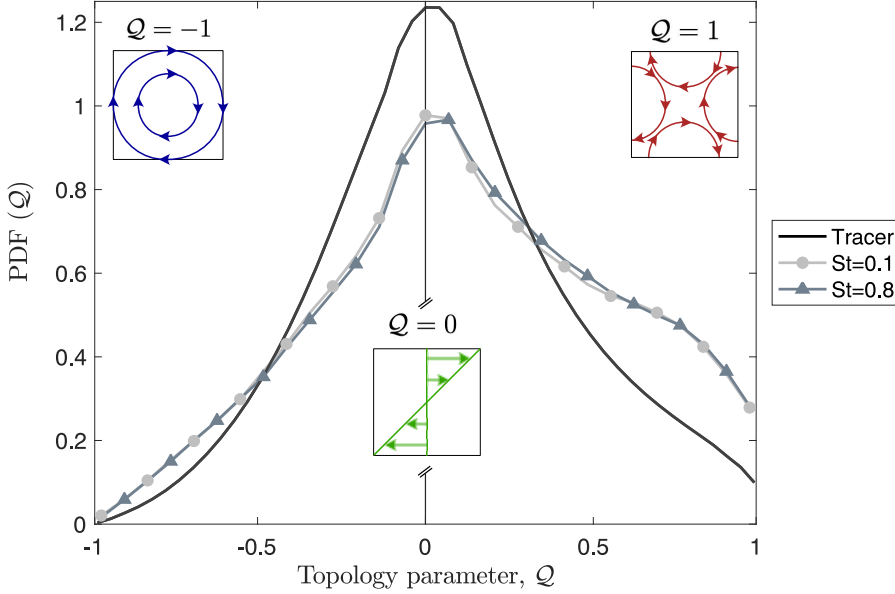 𝒬 = −1
𝒬 = 1
𝒬 = 0
PDF (𝒬)
1.2
1
0.8
0.6
0.4
0.2
0
-1
-0.5
0
0.5
1
Topology parameter, 𝒬
Tracer
St=0.1
St=0.8